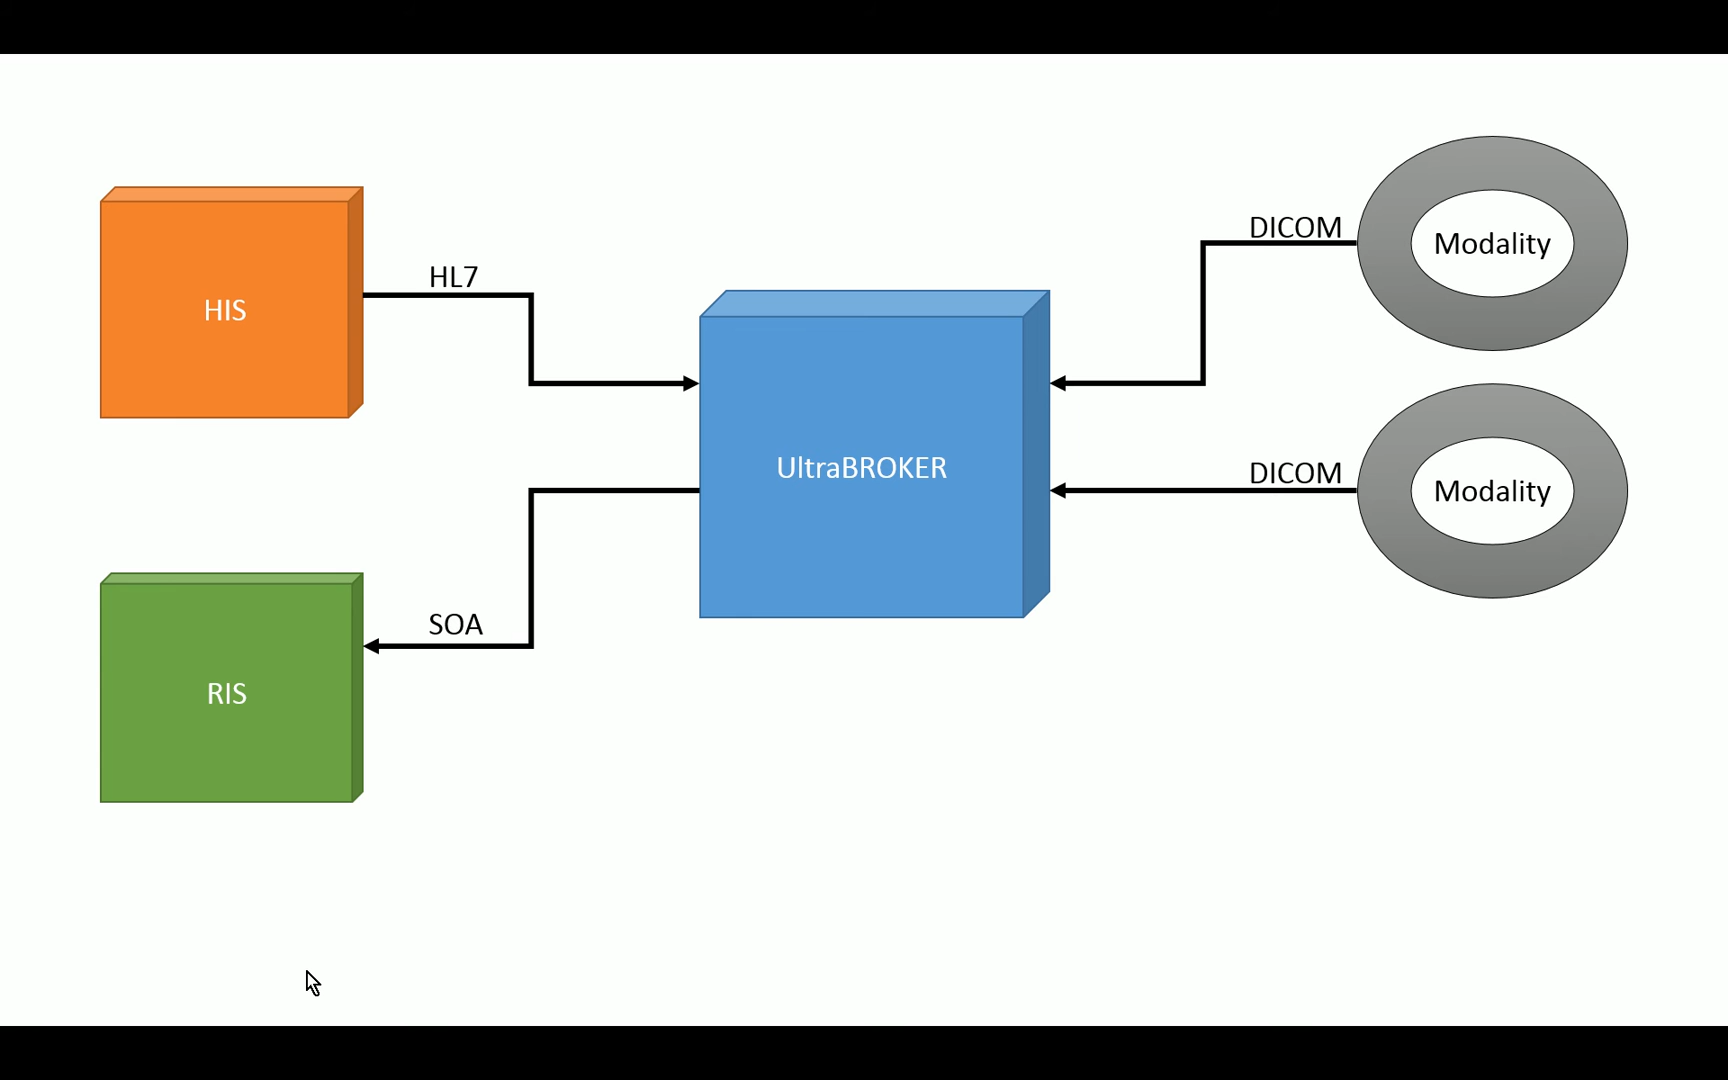 HIS
HL7
UltraBROKER
SOA
RIS
DICOM
Modality
DICOM
Modality